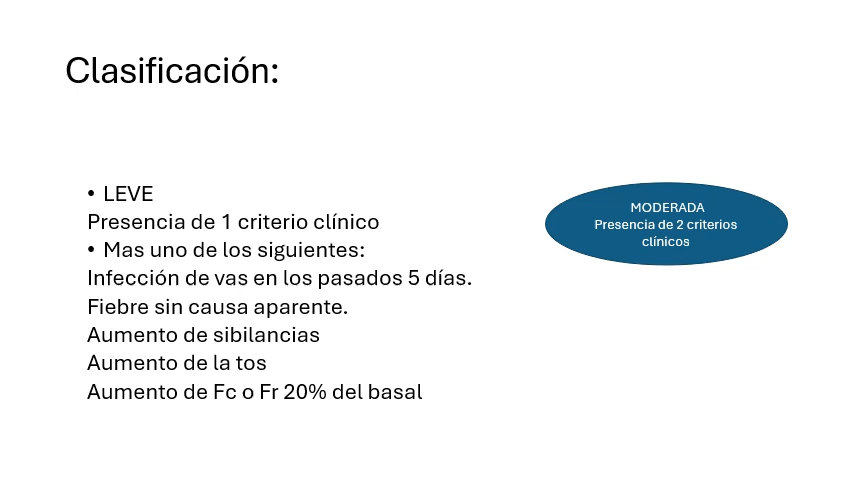 Clasificación:
• LEVE
Presencia de 1 criterio clínico
• Mas uno de los siguientes:
Infección de vas en los pasados 5 días.
Fiebre sin causa aparente.
Aumento de sibilancias
Aumento de la tos
Aumento de Fc o Fr 20% del basal
MODERADA
Presencia de 2 criterios
clínicos